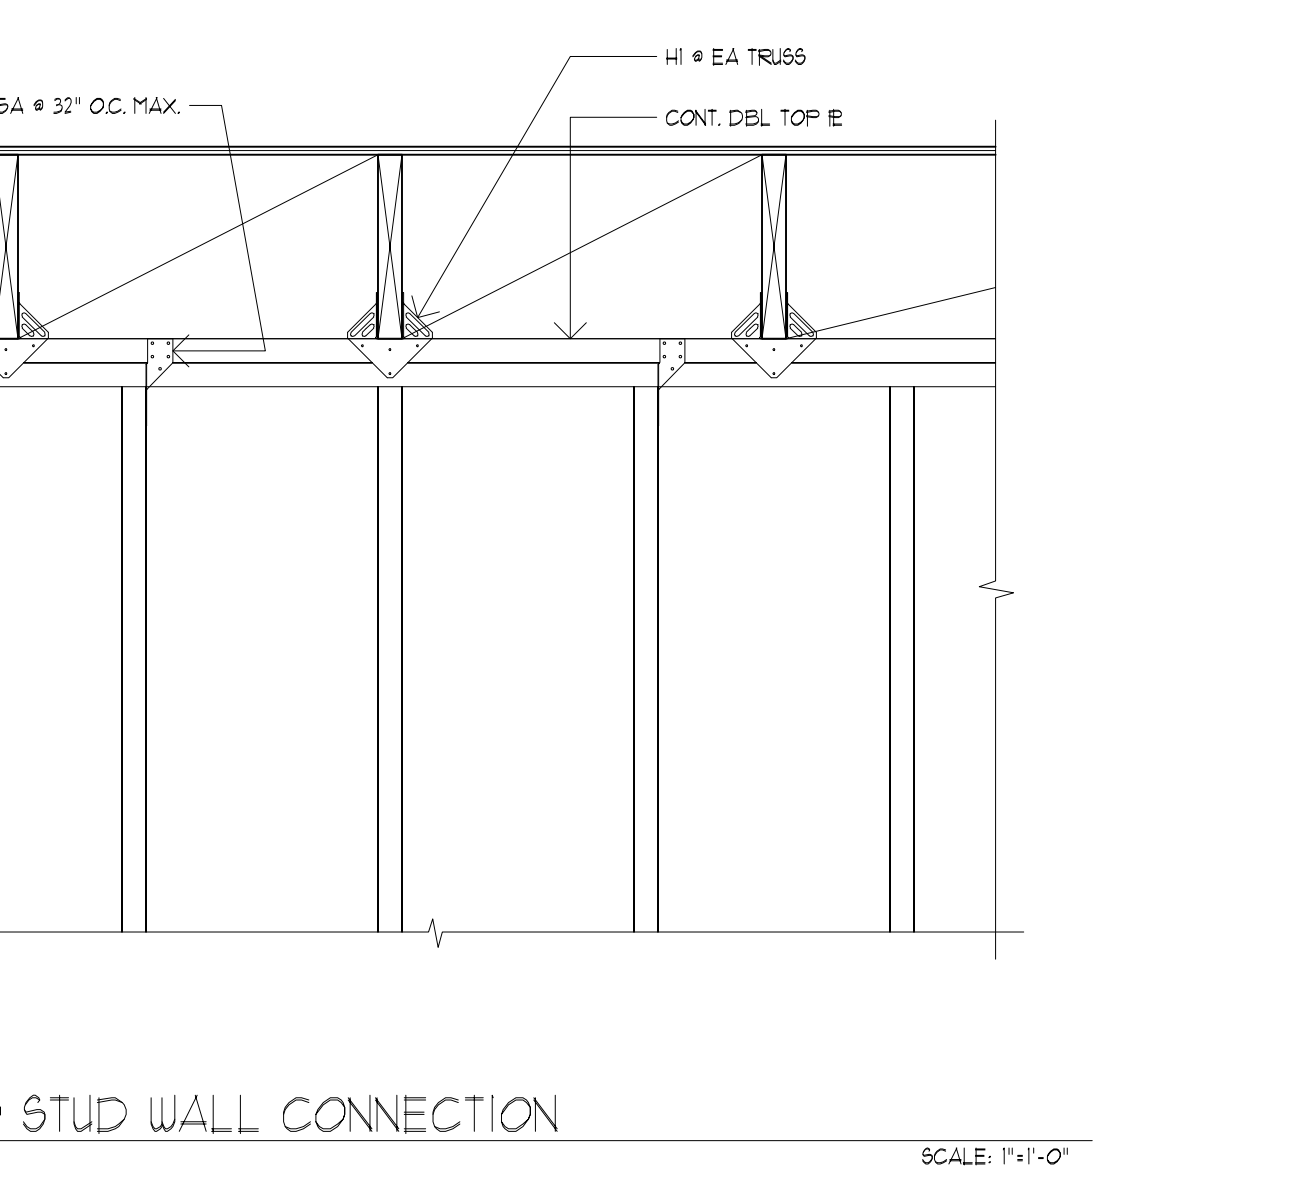 H1 @ EA TRUSS
5A @ 32" O.C. MAX.
CONT. DBL TOP PL
STUD WALL CONNECTION
SCALE: 1"=1'-0"